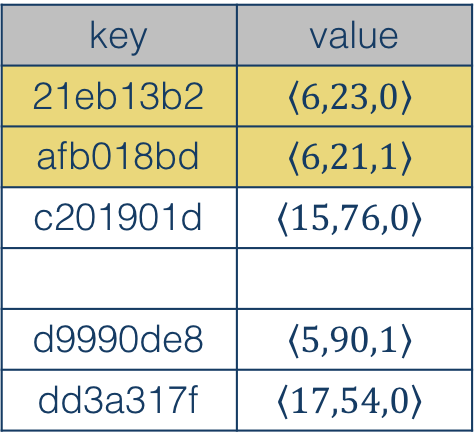 key value
21eb13b2 ⟨6,23,0⟩
afb018bd ⟨6,21,1⟩
c201901d ⟨15,76,0⟩
d9990de8 ⟨5,90,1⟩
dd3a317f ⟨17,54,0⟩